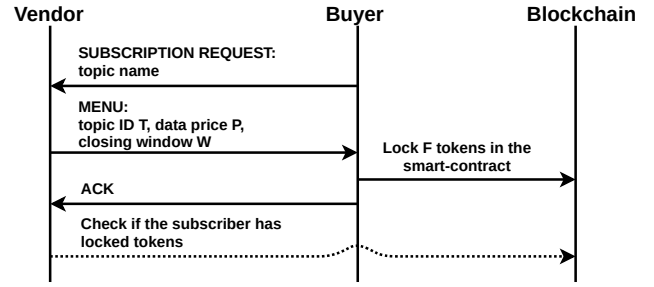 Vendor
Buyer
Blockchain
SUBSCRIPTION REQUEST:
topic name
MENU:
topic ID T, data price P,
closing window W
Lock F tokens in the
smart-contract
ACK
Check if the subscriber has
locked tokens